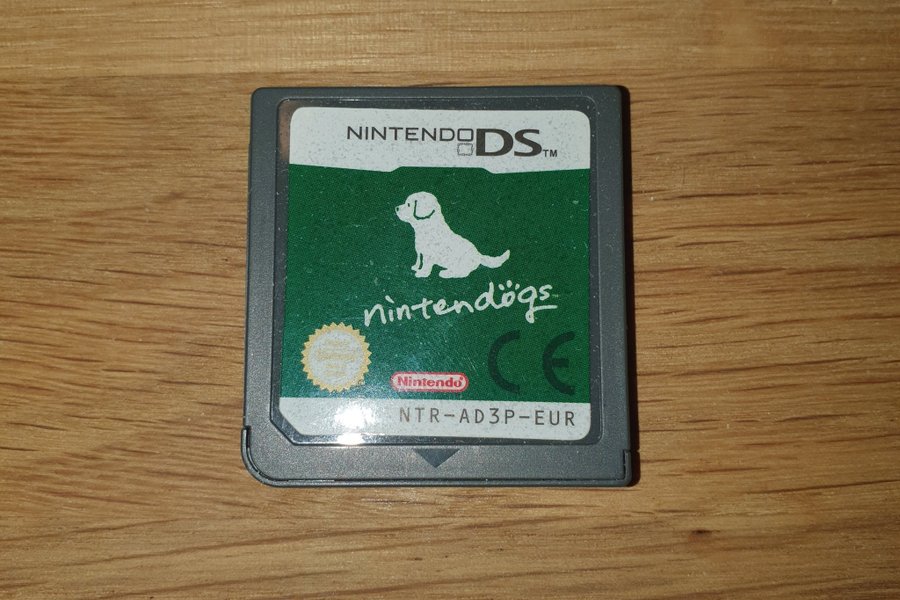 NINTENDO DS™
nintendogs
Nintendo®
CE
NTR-AD3P-EUR